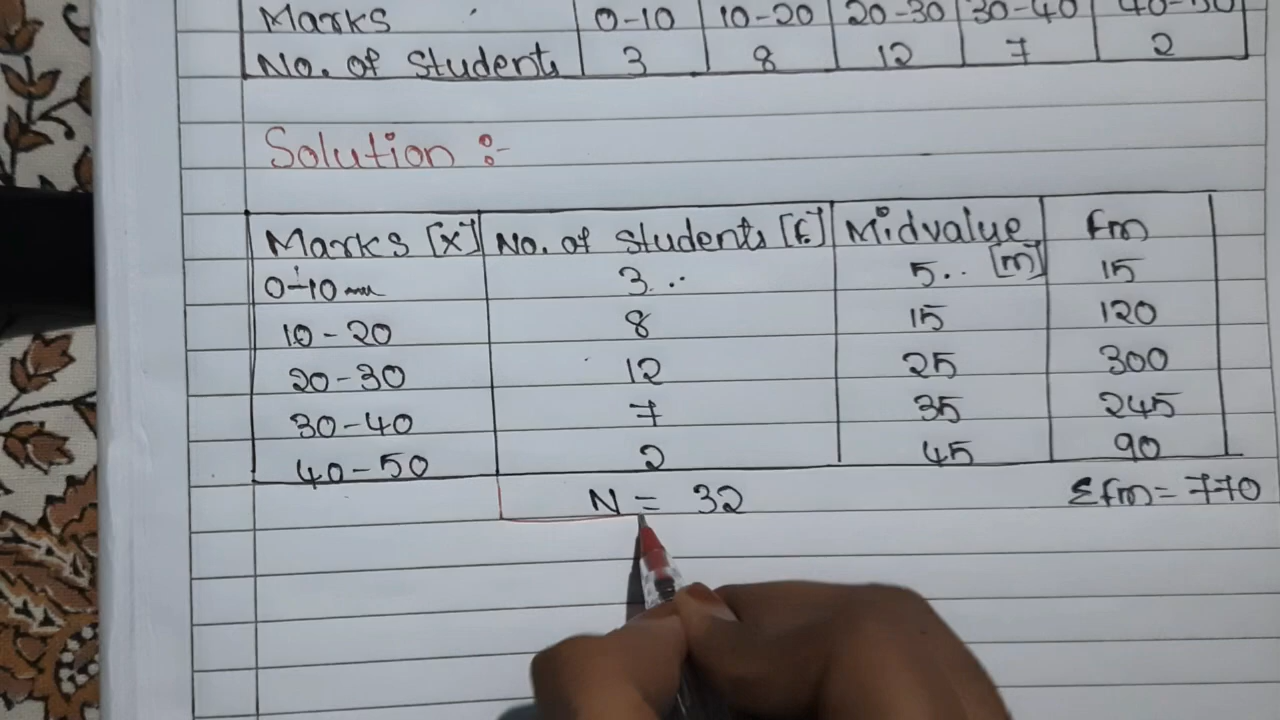 Marks 0-10 10-20 20-30 30-40 40-50
No. of Students 3 8 12 7 2
Solution :-
Marks [x] No. of students [f] Midvalue [m] fm
0-10 3 5 15
10-20 8 15 120
20-30 12 25 300
30-40 7 35 245
40-50 2 45 90
N = 32 Σfm = 770